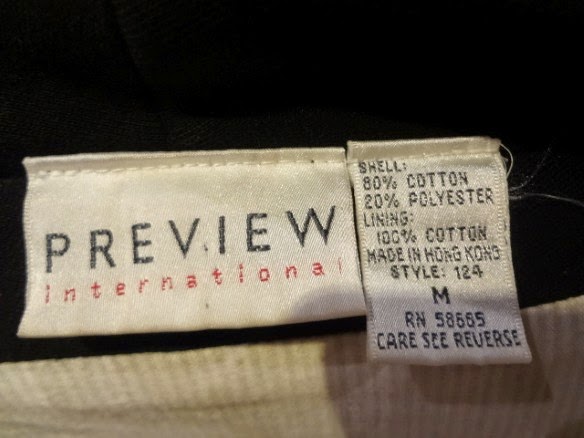 PREVIEW
international
SHELL:
80% COTTON
20% POLYESTER
LINING:
100% COTTON
MADE IN HONG KONG
STYLE: 124
M
RN 58665
CARE SEE REVERSE